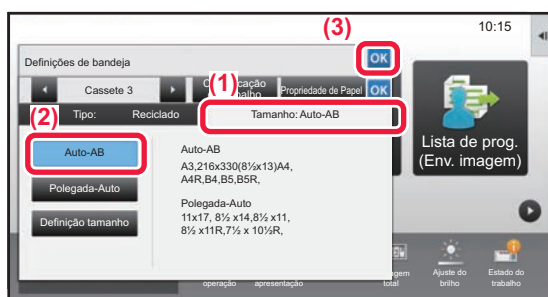 (3)
10:15
Definições de bandeja
OK
Cassete 3
(1)
Propriedade de Papel
OK
(2)
Tipo:
Reciclado
Tamanho: Auto-AB
Auto-AB
Polegada-Auto
Definição tamanho
Auto-AB
A3,216x330(8½x13)A4,
A4R,B4,B5,B5R,
Polegada-Auto
11x17, 8½ x14,8½ x11,
8½ x11R,7½ x 10½R,
Lista de prog.
(Env. imagem)
operação
apresentação
total
Ajuste do
brilho
Estado do
trabalho